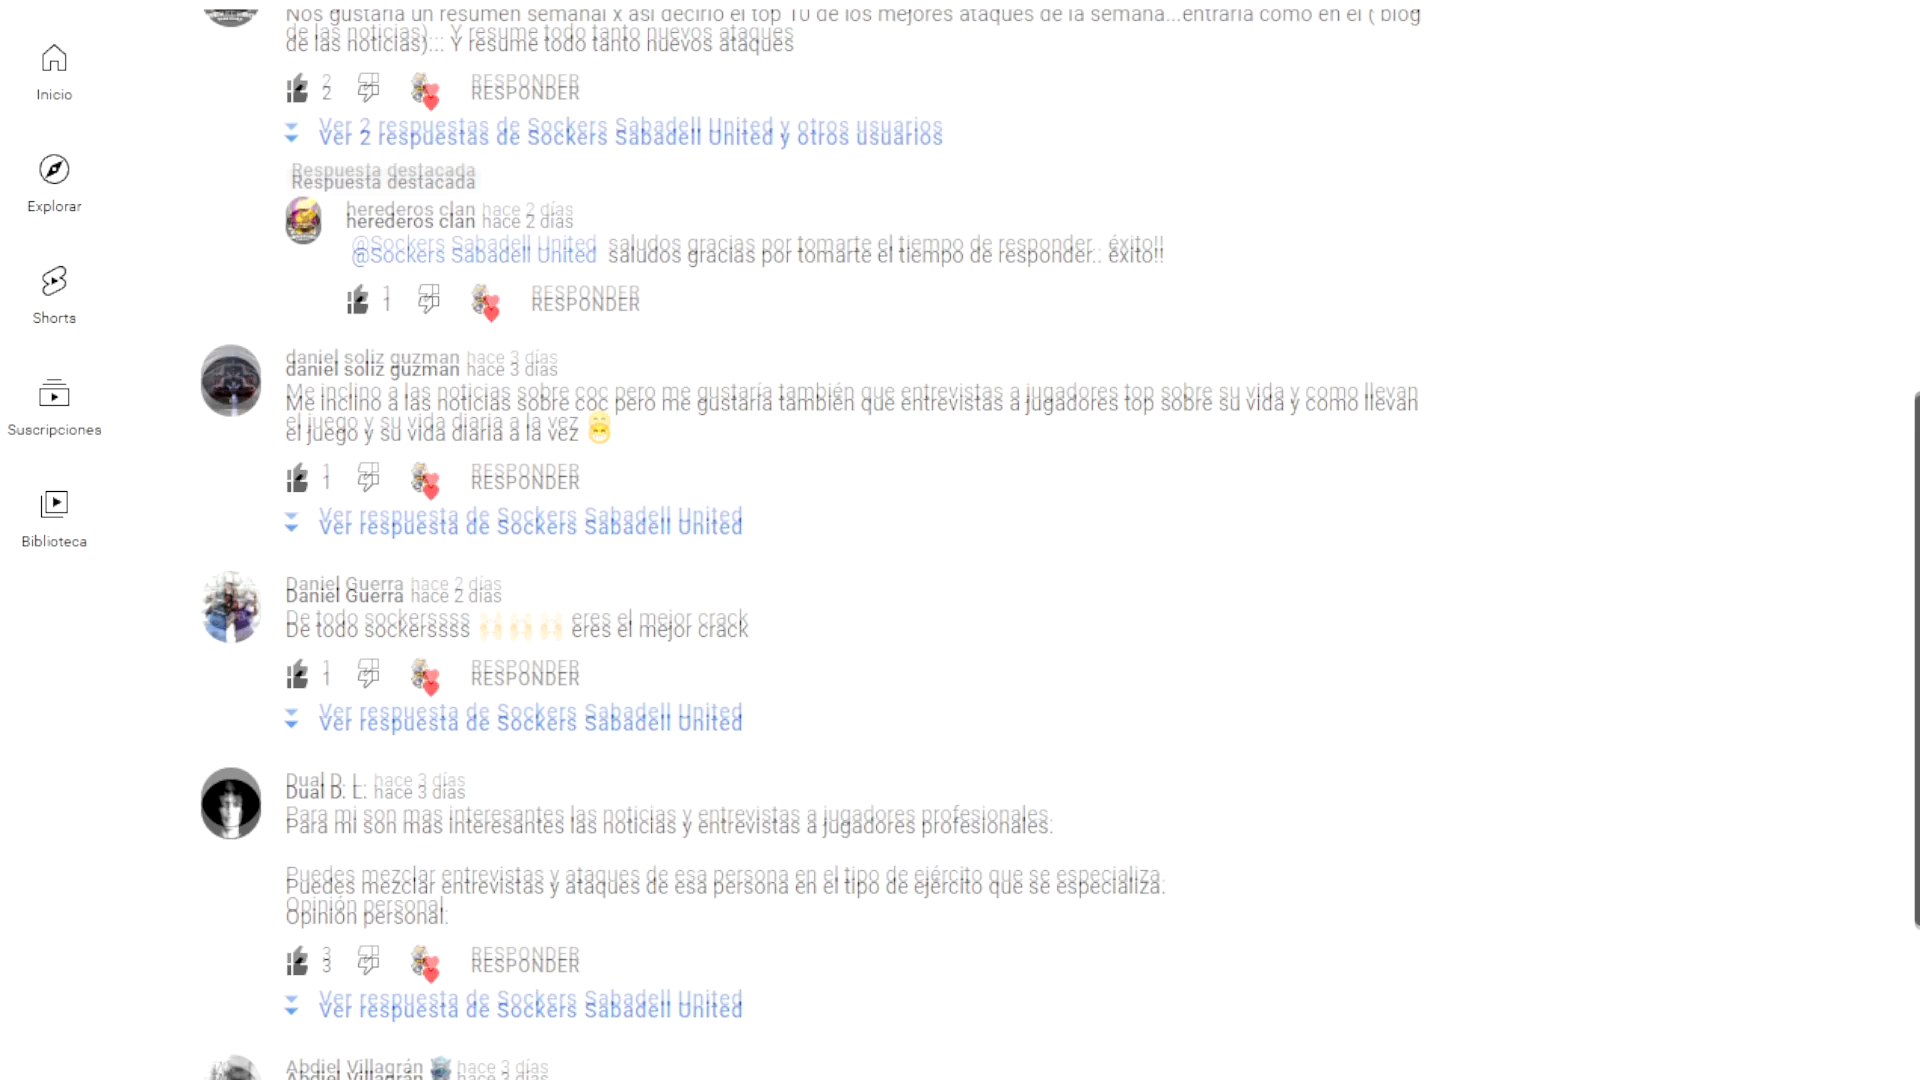 Nos gustaría un resumen semanal x así decirlo el top 10 de los mejores ataques de la semana...entraría como en el ( blog
de las noticias)... Y resume todo tanto nuevos ataques
2 RESPONDER
Ver 2 respuestas de Sockers Sabadell United y otros usuarios
Respuesta destacada
herederos clan hace 2 días
@Sockers Sabadell United saludos gracias por tomarte el tiempo de responder.. éxito!!
1 RESPONDER
daniel soliz guzman hace 3 días
Me inclino a las noticias sobre coc pero me gustaría también que entrevistas a jugadores top sobre su vida y como llevan
el juego y su vida diaria a la vez 😁
1 RESPONDER
Ver respuesta de Sockers Sabadell United
Daniel Guerra hace 2 días
De todo sockerssss 🙌🏻🙌🏻🙌🏻 eres el mejor crack
1 RESPONDER
Ver respuesta de Sockers Sabadell United
Dual D. L. hace 3 días
Para mi son mas interesantes las noticias y entrevistas a jugadores profesionales.
Puedes mezclar entrevistas y ataques de esa persona en el tipo de ejército que se especializa.
Opinión personal.
3 RESPONDER
Ver respuesta de Sockers Sabadell United
Abdiel Villagrán hace 3 días
Inicio
Explorar
Shorts
Suscripciones
Biblioteca